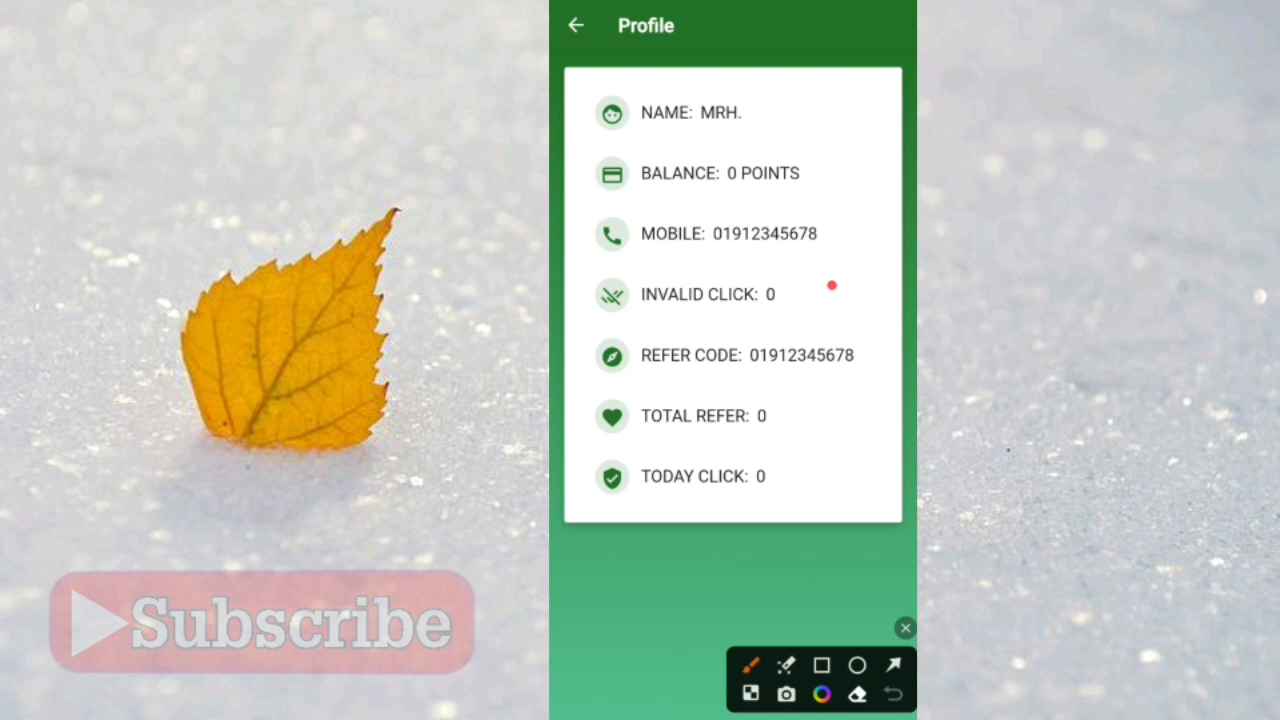 Profile
NAME: MRH.
BALANCE: 0 POINTS
MOBILE: 01912345678
INVALID CLICK: 0
REFER CODE: 01912345678
TOTAL REFER: 0
TODAY CLICK: 0
Subscribe